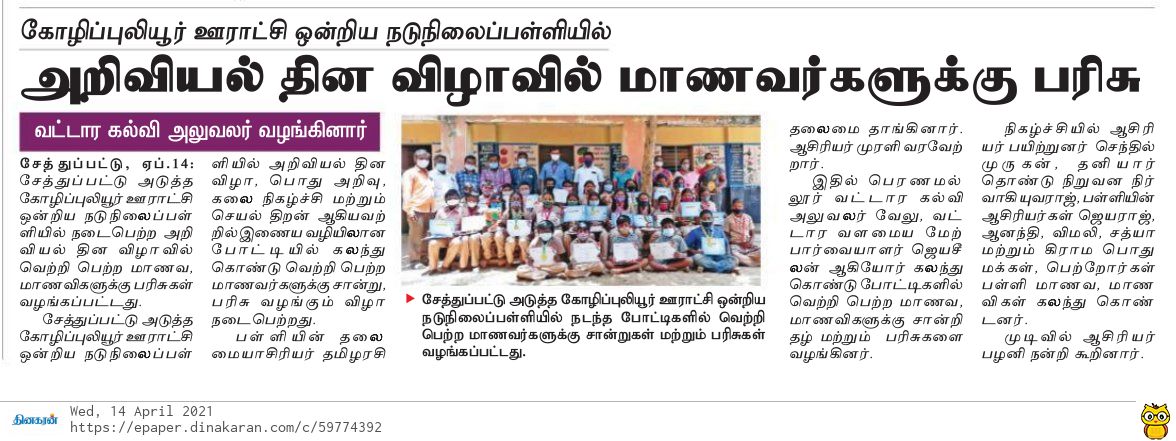 கோழிப்புலியூர் ஊராட்சி ஒன்றிய நடுநிலைப்பள்ளியில்
அறிவியல் தின விழாவில் மாணவர்களுக்கு பரிசு
வட்டார கல்வி அலுவலர் வழங்கினார்
சேத்துப்பட்டு, ஏப்.14:
சேத்துப்பட்டு அடுத்த
கோழிப்புலியூர் ஊராட்சி
ஒன்றிய நடுநிலைப்பள்
ளியில் நடைபெற்ற அறி
வியல் தின விழாவில்
வெற்றி பெற்ற மாணவ,
மாணவிகளுக்கு பரிசுகள்
வழங்கப்பட்டது.
சேத்துப்பட்டு அடுத்த
கோழிப்புலியூர் ஊராட்சி
ஒன்றிய நடுநிலைப்பள்
ளியில் அறிவியல் தின
விழா, பொது அறிவு,
கலை நிகழ்ச்சி மற்றும்
செயல் திறன் ஆகியவற்
றில் இணைய வழியிலான
போட்டியில் கலந்து
கொண்டு வெற்றி பெற்ற
மாணவர்களுக்கு சான்று,
பரிசு வழங்கும் விழா
நடைபெற்றது.
பள்ளியின் தலை
மையாசிரியர் தமிழரசி
▶ சேத்துப்பட்டு அடுத்த கோழிப்புலியூர் ஊராட்சி ஒன்றிய
நடுநிலைப்பள்ளியில் நடந்த போட்டிகளில் வெற்றி
பெற்ற மாணவர்களுக்கு சான்றுகள் மற்றும் பரிசுகள்
வழங்கப்பட்டது.
தலைமை தாங்கினார்.
ஆசிரியர் முரளி வரவேற்
றார்.
இதில் பெரணமல்
லூர் வட்டார கல்வி
அலுவலர் வேலு, வட்
டார வளமைய மேற்
பார்வையாளர் ஜெயசீ
லன் ஆகியோர் கலந்து
கொண்டு போட்டிகளில்
வெற்றி பெற்ற மாணவ,
மாணவிகளுக்கு சான்றி
தழ் மற்றும் பரிசுகளை
வழங்கினர்.
நிகழ்ச்சியில் ஆசிரி
யர் பயிற்றுனர் செந்தில்
முருகன், தனியார்
தொண்டு நிறுவன நிர்
வாகி யுவராஜ், பள்ளியின்
ஆசிரியர்கள் ஜெயராஜ்,
ஆனந்தி, விமலி, சத்யா
மற்றும் கிராம பொது
மக்கள், பெற்றோர்கள்
பள்ளி மாணவ, மாண
விகள் கலந்து கொண்
டனர்.
முடிவில் ஆசிரியர்
பழனி நன்றி கூறினார்.
தினகரன்
Wed, 14 April 2021
https://epaper.dinakaran.com/c/59774392